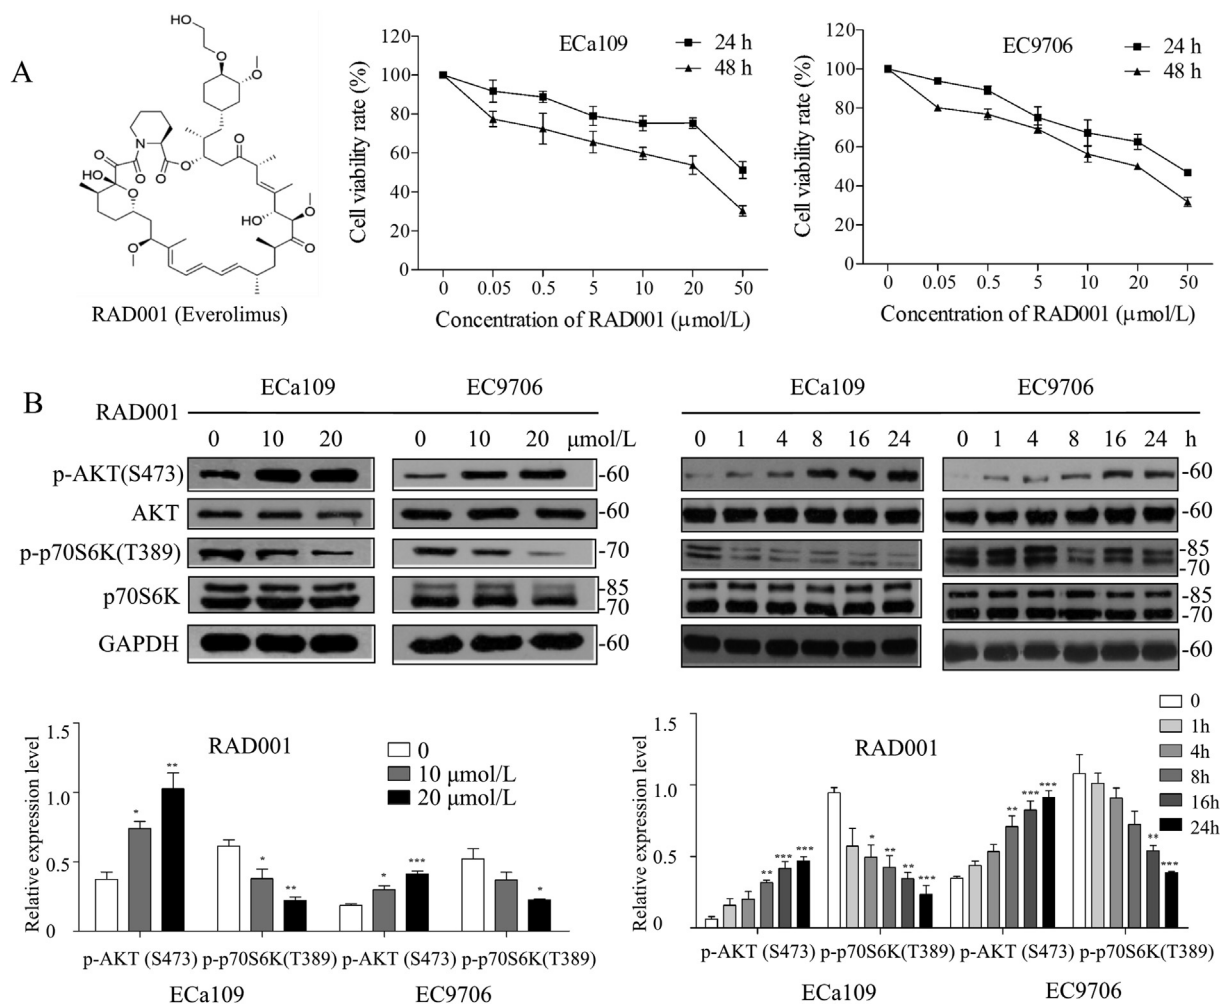 A
HO
O
O
N
O
O
O
O
O
O
HO
O
HO
O
O
O
RAD001 (Everolimus)
ECa109
24 h
48 h
Cell viability rate (%)
120
100
80
60
40
20
0
0 0.05 0.5 5 10 20 50
Concentration of RAD001 (μmol/L)
EC9706
24 h
48 h
Cell viability rate (%)
120
100
80
60
40
20
0
0 0.05 0.5 5 10 20 50
Concentration of RAD001 (μmol/L)
B
ECa109 EC9706
RAD001
0 10 20 0 10 20 μmol/L
p-AKT(S473) -60
AKT -60
p-p70S6K(T389) -70
p70S6K -85
-70
GAPDH -60
ECa109 EC9706
0 1 4 8 16 24 0 1 4 8 16 24 h
-60
-60
-85
-70
-85
-70
-60
Relative expression level
1.5
1.0
0.5
0
RAD001
0
10 μmol/L
20 μmol/L
* ** * ** * *** *
p-AKT (S473) p-p70S6K(T389) p-AKT (S473) p-p70S6K(T389)
ECa109 EC9706
Relative expression level
1.5
1.0
0.5
0
RAD001
0
1h
4h
8h
16h
24h
** *** *** * ** ** *** ** *** *** ** ***
p-AKT (S473) p-p70S6K(T389) p-AKT (S473) p-p70S6K(T389)
ECa109 EC9706